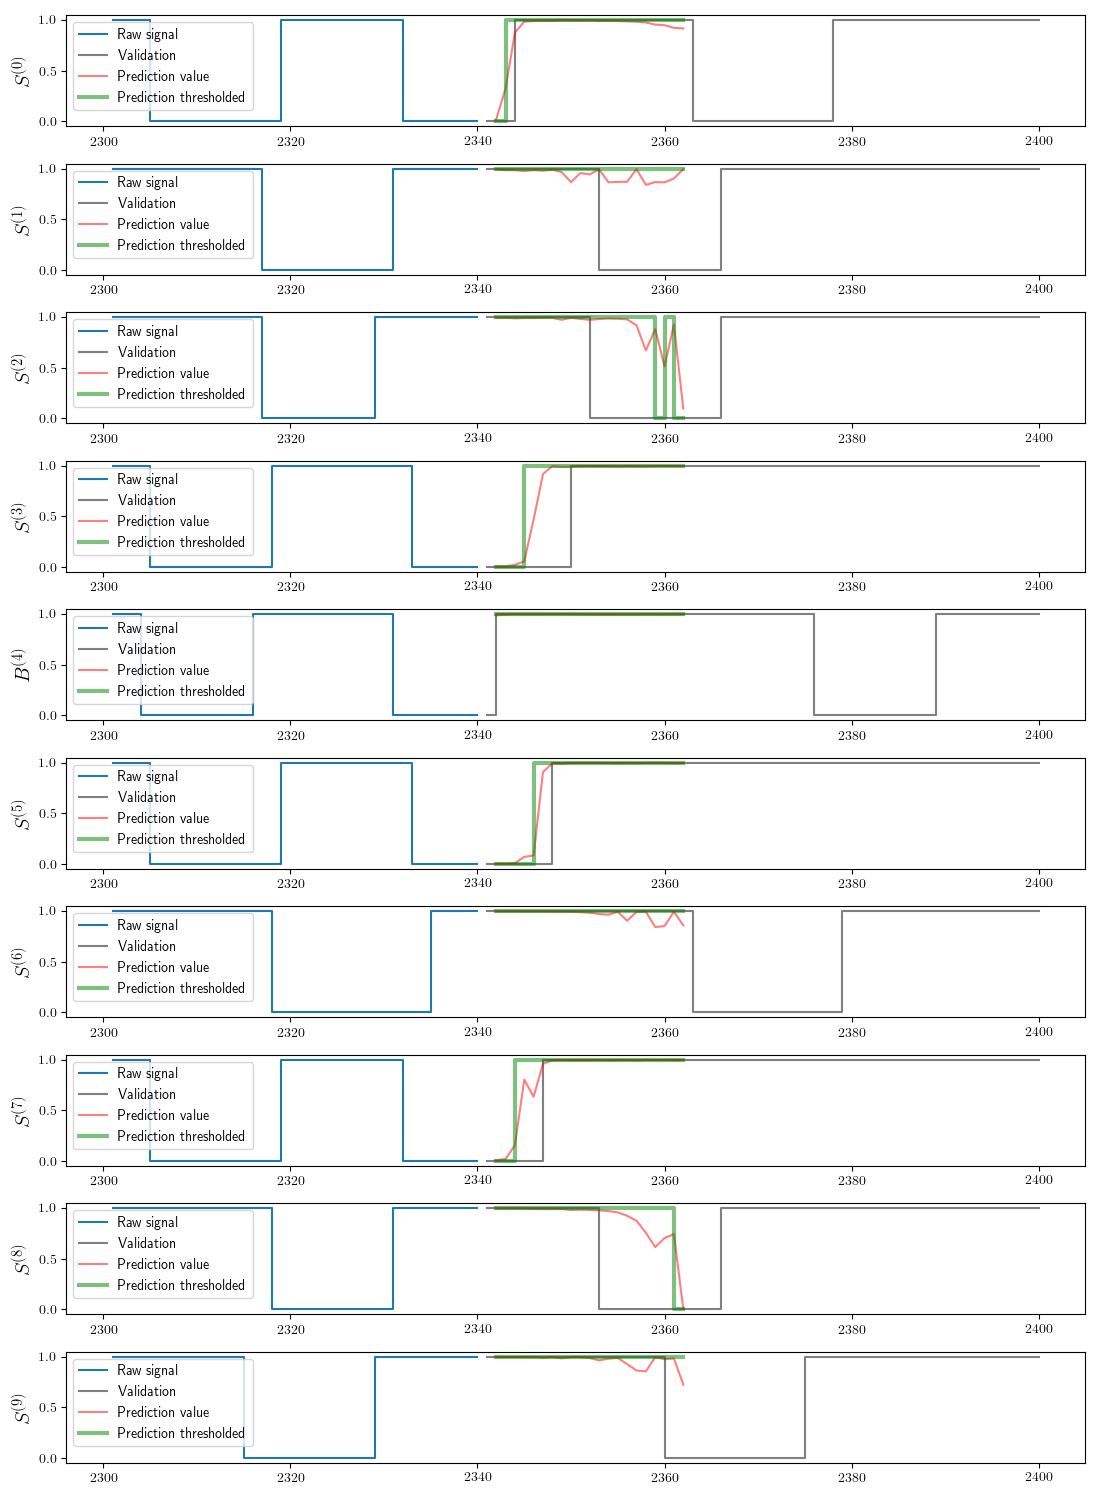 1.0
0.5
0.0
S^(0)
Raw signal
Validation
Prediction value
Prediction thresholded
2300 2320 2340 2360 2380 2400
1.0
0.5
0.0
S^(1)
Raw signal
Validation
Prediction value
Prediction thresholded
2300 2320 2340 2360 2380 2400
1.0
0.5
0.0
S^(2)
Raw signal
Validation
Prediction value
Prediction thresholded
2300 2320 2340 2360 2380 2400
1.0
0.5
0.0
S^(3)
Raw signal
Validation
Prediction value
Prediction thresholded
2300 2320 2340 2360 2380 2400
1.0
0.5
0.0
B^(4)
Raw signal
Validation
Prediction value
Prediction thresholded
2300 2320 2340 2360 2380 2400
1.0
0.5
0.0
S^(5)
Raw signal
Validation
Prediction value
Prediction thresholded
2300 2320 2340 2360 2380 2400
1.0
0.5
0.0
S^(6)
Raw signal
Validation
Prediction value
Prediction thresholded
2300 2320 2340 2360 2380 2400
1.0
0.5
0.0
S^(7)
Raw signal
Validation
Prediction value
Prediction thresholded
2300 2320 2340 2360 2380 2400
1.0
0.5
0.0
S^(8)
Raw signal
Validation
Prediction value
Prediction thresholded
2300 2320 2340 2360 2380 2400
1.0
0.5
0.0
S^(9)
Raw signal
Validation
Prediction value
Prediction thresholded
2300 2320 2340 2360 2380 2400